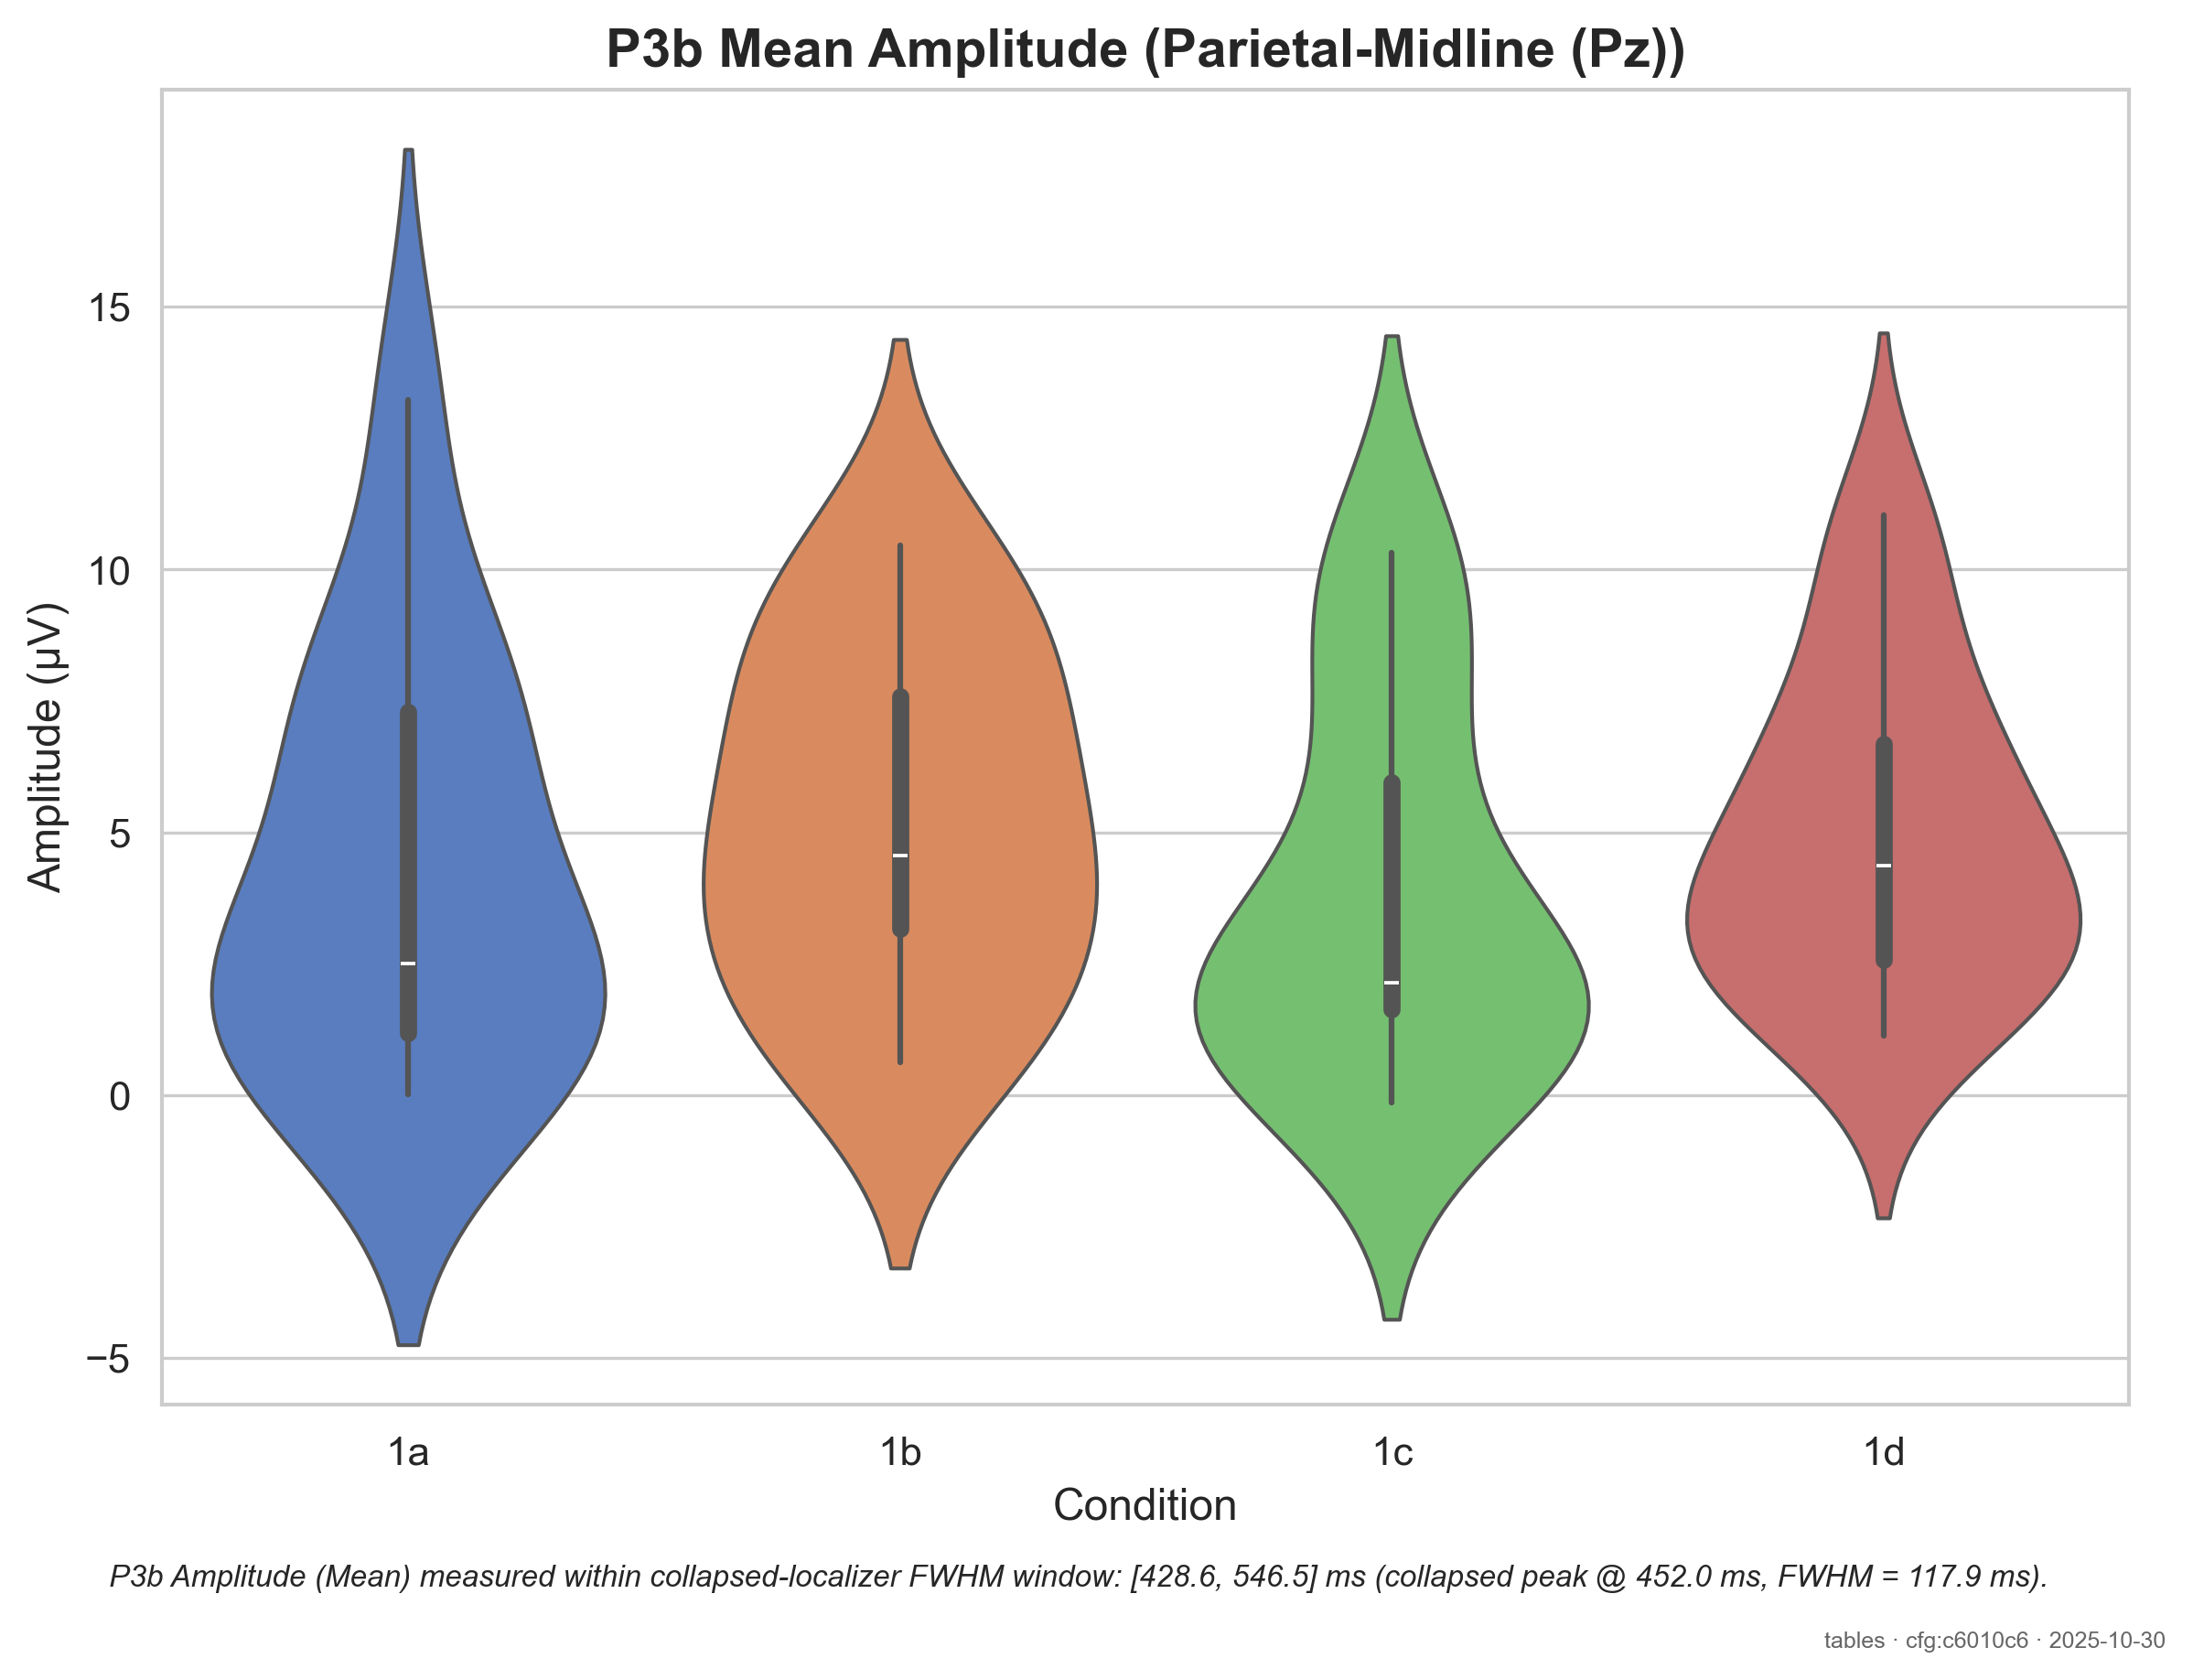 P3b Mean Amplitude (Parietal-Midline (Pz))
Amplitude (µV)
15
10
5
0
−5
1a
1b
1c
1d
Condition
P3b Amplitude (Mean) measured within collapsed-localizer FWHM window: [428.6, 546.5] ms (collapsed peak @ 452.0 ms, FWHM = 117.9 ms).
tables · cfg:c6010c6 · 2025-10-30